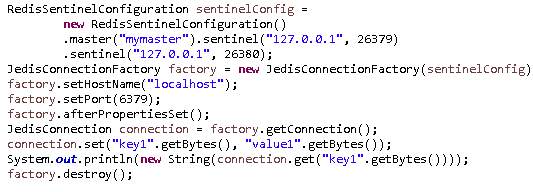 RedisSentinelConfiguration sentinelConfig =
new RedisSentinelConfiguration()
.master("mymaster").sentinel("127.0.0.1", 26379)
.sentinel("127.0.0.1", 26380);
JedisConnectionFactory factory = new JedisConnectionFactory(sentinelConfig)
factory.setHostName("localhost");
factory.setPort(6379);
factory.afterPropertiesSet();
JedisConnection connection = factory.getConnection();
connection.set("key1".getBytes(), "value1".getBytes());
System.out.println(new String(connection.get("key1".getBytes())));
factory.destroy();